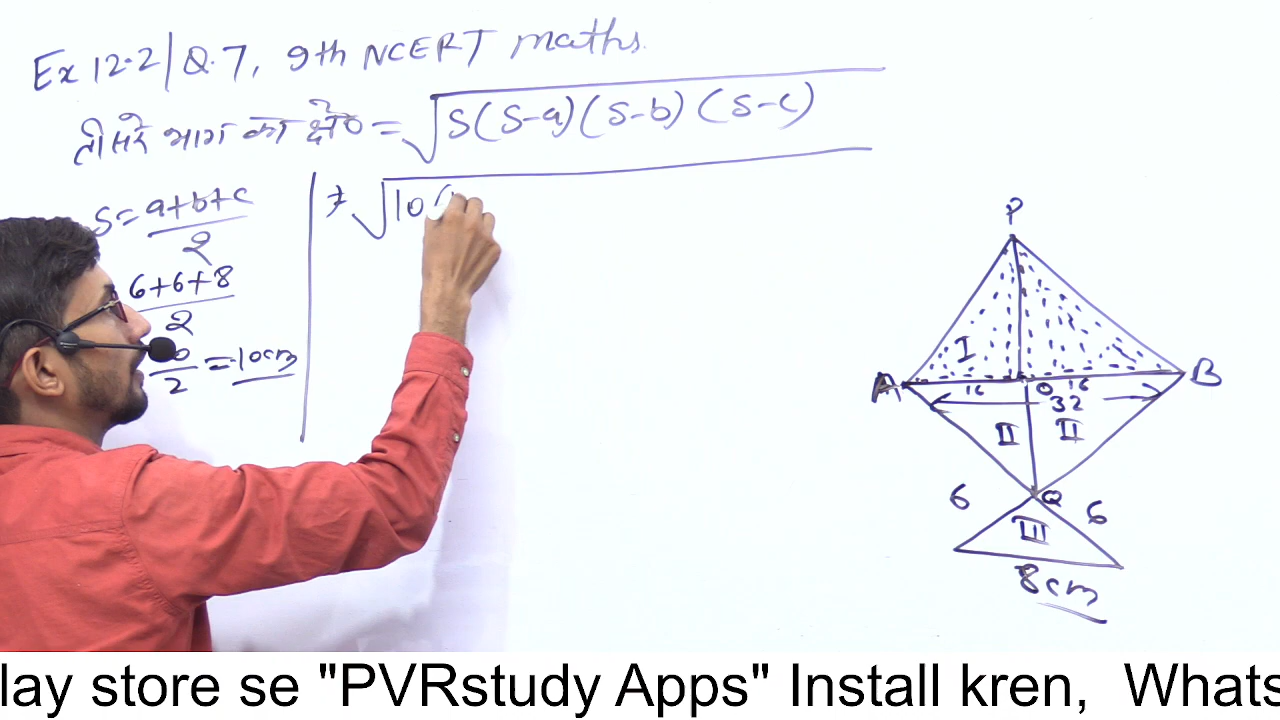 Ex 12.2 | Q.7, 9th NCERT maths.
तीसरे भाग का क्षे० = √S(S-a)(S-b)(S-c)
S = a+b+c / 2
6+6+8 / 2
/ 2 = 10cm
≠ √10(
P
I
A
B
16 O 16
32
II II
6 Q 6
III
8cm
lay store se "PVRstudy Apps" Install kren, Whats